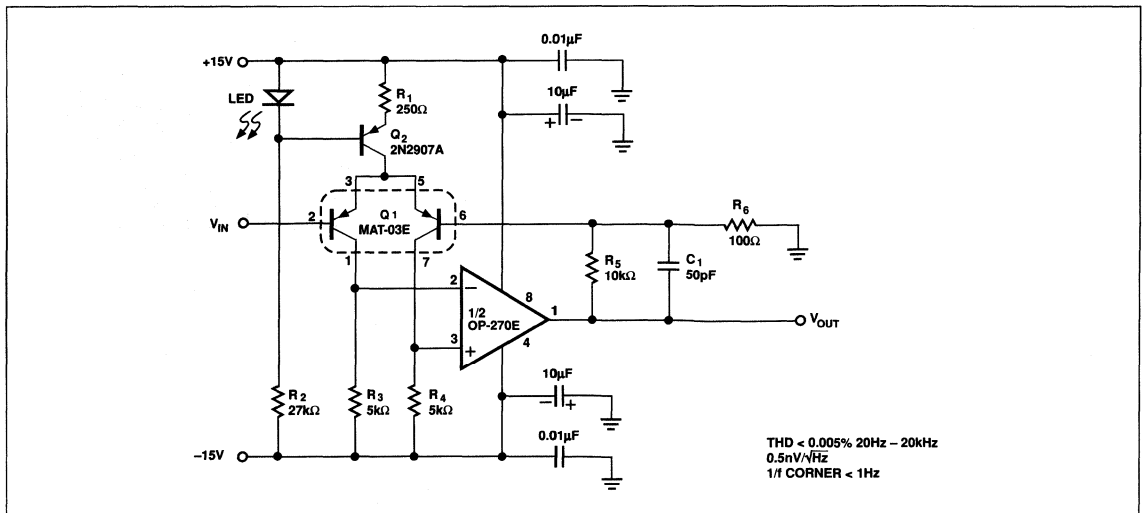 0.01µF
+15V
LED
R1
250Ω
10µF
+ −
Q2
2N2907A
3 5
VIN
2
Q1
MAT-03E
6
R6
100Ω
1 7
R5
10kΩ
C1
50pF
2 −
8
1/2
OP-270E
1
VOUT
3 +
4
R2
27kΩ
R3
5kΩ
R4
5kΩ
10µF
− +
0.01µF
−15V
THD < 0.005% 20Hz – 20kHz
0.5nV/√Hz
1/f CORNER < 1Hz